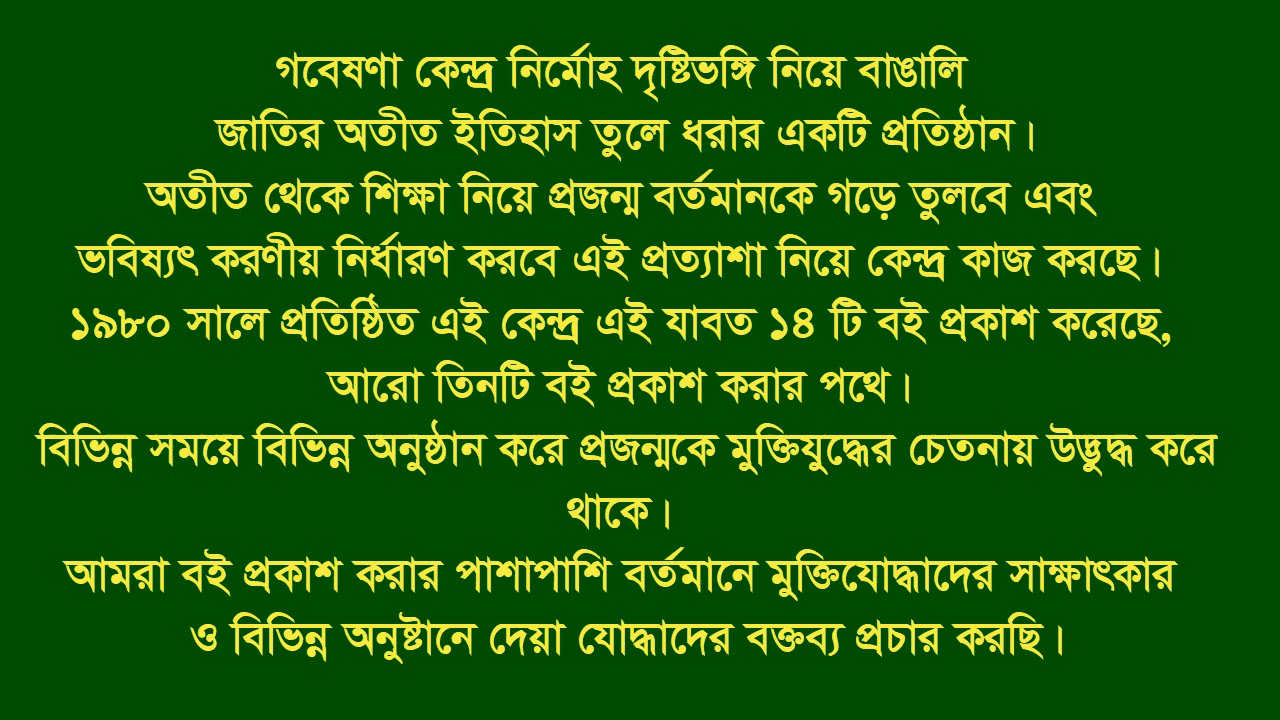 গবেষণা কেন্দ্র নির্মোহ দৃষ্টিভঙ্গি নিয়ে বাঙালি
জাতির অতীত ইতিহাস তুলে ধরার একটি প্রতিষ্ঠান।
অতীত থেকে শিক্ষা নিয়ে প্রজন্ম বর্তমানকে গড়ে তুলবে এবং
ভবিষ্যৎ করণীয় নির্ধারণ করবে এই প্রত্যাশা নিয়ে কেন্দ্র কাজ করছে।
১৯৮০ সালে প্রতিষ্ঠিত এই কেন্দ্র এই যাবত ১৪ টি বই প্রকাশ করেছে,
আরো তিনটি বই প্রকাশ করার পথে।
বিভিন্ন সময়ে বিভিন্ন অনুষ্ঠান করে প্রজন্মকে মুক্তিযুদ্ধের চেতনায় উদ্ভুদ্ধ করে
থাকে।
আমরা বই প্রকাশ করার পাশাপাশি বর্তমানে মুক্তিযোদ্ধাদের সাক্ষাৎকার
ও বিভিন্ন অনুষ্টানে দেয়া যোদ্ধাদের বক্তব্য প্রচার করছি।